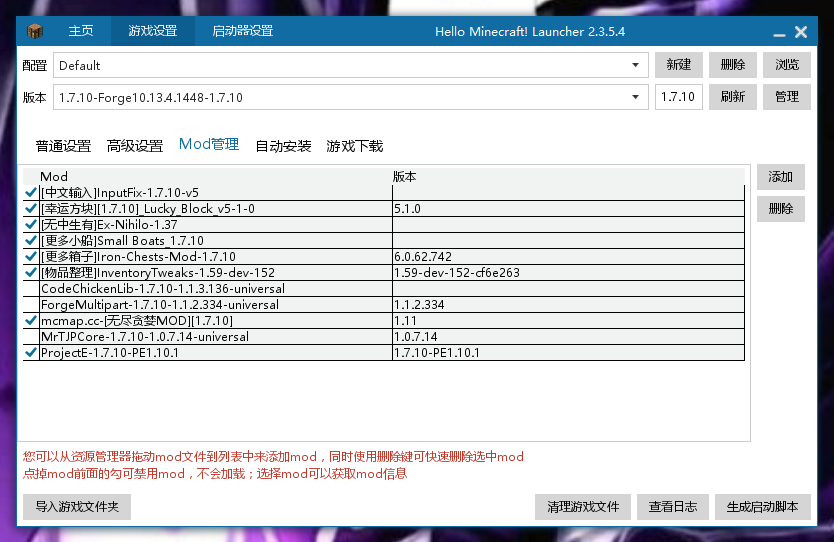 主页 游戏设置 启动器设置 Hello Minecraft! Launcher 2.3.5.4
配置 Default 新建 删除 浏览
版本 1.7.10-Forge10.13.4.1448-1.7.10 1.7.10 刷新 管理
普通设置 高级设置 Mod管理 自动安装 游戏下载
Mod 版本 添加
[中文输入]InputFix-1.7.10-v5
[幸运方块][1.7.10]_Lucky_Block_v5-1-0 5.1.0 删除
[无中生有]Ex-Nihilo-1.37
[更多小船]Small Boats_1.7.10
[更多箱子]Iron-Chests-Mod-1.7.10 6.0.62.742
[物品整理]InventoryTweaks-1.59-dev-152 1.59-dev-152-cf6e263
CodeChickenLib-1.7.10-1.1.3.136-universal
ForgeMultipart-1.7.10-1.1.2.334-universal 1.1.2.334
mcmap.cc-[无尽贪婪MOD][1.7.10] 1.11
MrTJPCore-1.7.10-1.0.7.14-universal 1.0.7.14
ProjectE-1.7.10-PE1.10.1 1.7.10-PE1.10.1
您可以从资源管理器拖动mod文件到列表中来添加mod，同时使用删除键可快速删除选中mod
点掉mod前面的勾可禁用mod，不会加载；选择mod可以获取mod信息
导入游戏文件夹 清理游戏文件 查看日志 生成启动脚本